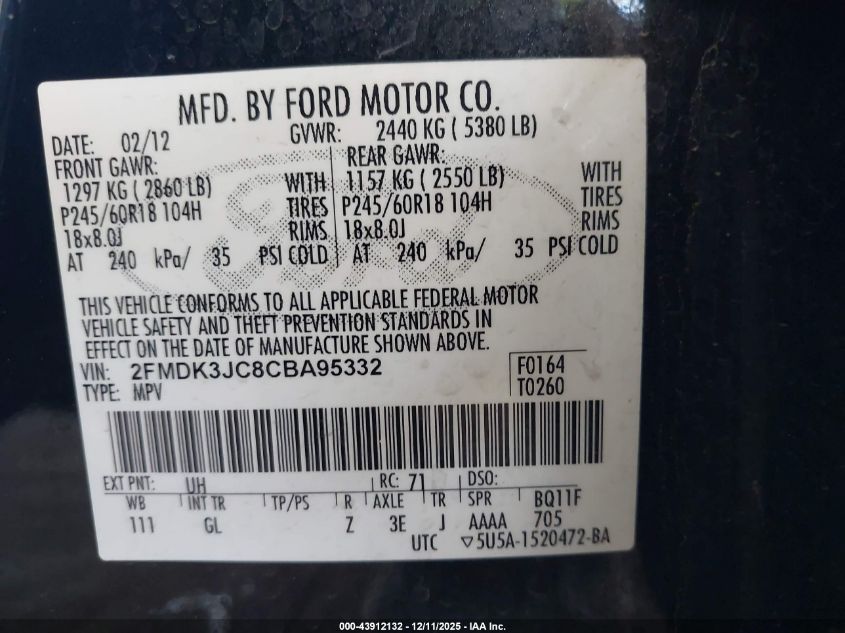 MFD. BY FORD MOTOR CO.
DATE: 02/12 GVWR: 2440 KG ( 5380 LB)
FRONT GAWR: REAR GAWR:
1297 KG ( 2860 LB) WITH 1157 KG ( 2550 LB) WITH
P245/60R18 104H TIRES P245/60R18 104H TIRES
18x8.0J RIMS 18x8.0J RIMS
AT 240 kPa/ 35 PSI COLD AT 240 kPa/ 35 PSI COLD
Ford
THIS VEHICLE CONFORMS TO ALL APPLICABLE FEDERAL MOTOR
VEHICLE SAFETY AND THEFT PREVENTION STANDARDS IN
EFFECT ON THE DATE OF MANUFACTURE SHOWN ABOVE.
VIN: 2FMDK3JC8CBA95332 F0164
TYPE: MPV T0260
EXT PNT: UH RC: 71 DSO:
WB INT TR TP/PS R AXLE TR SPR BQ11F
111 GL Z 3E J AAAA 705
UTC ▽5U5A-1520472-BA
000-43912132 - 12/11/2025 - IAA Inc.